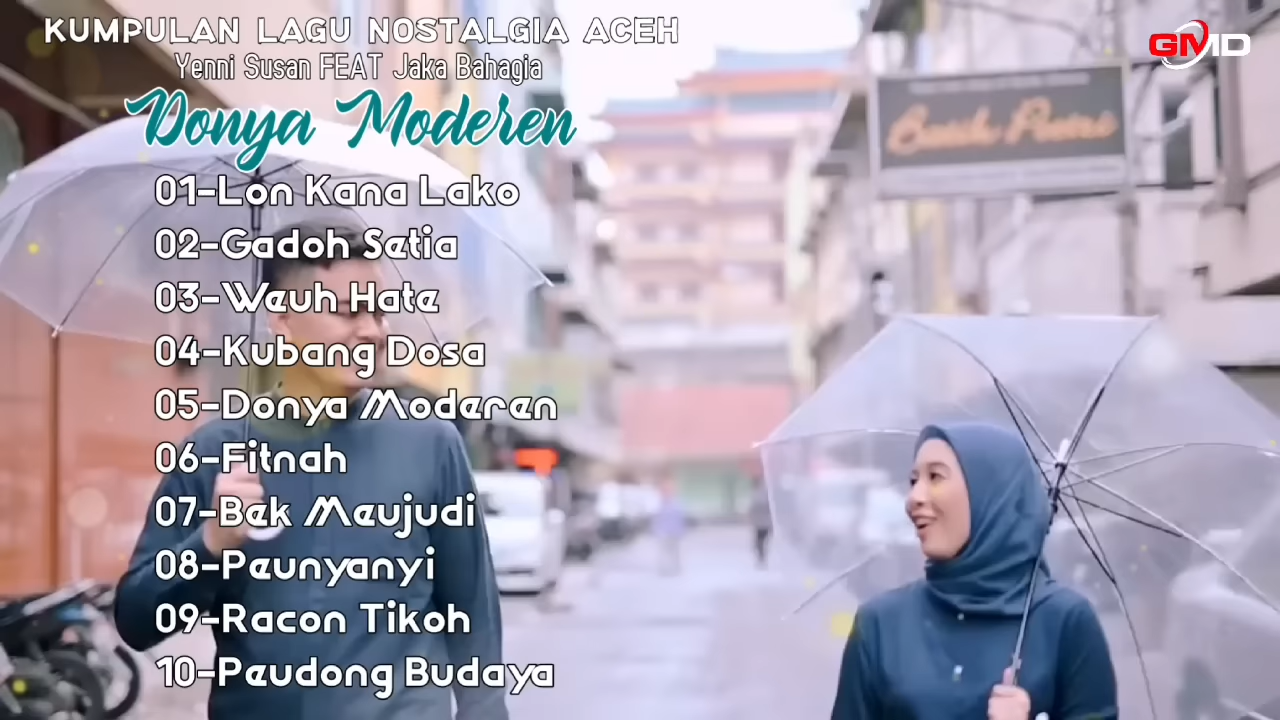 KUMPULAN LAGU NOSTALGIA ACEH
Yenni Susan FEAT Jaka Bahagia
Donya Moderen
01-Lon Kana Lako
02-Gadoh Setia
03-Weuh Hate
04-Kubang Dosa
05-Donya Moderen
06-Fitnah
07-Bek Meujudi
08-Peunyanyi
09-Racon Tikoh
10-Peudong Budaya
GMD
Batik Poetri